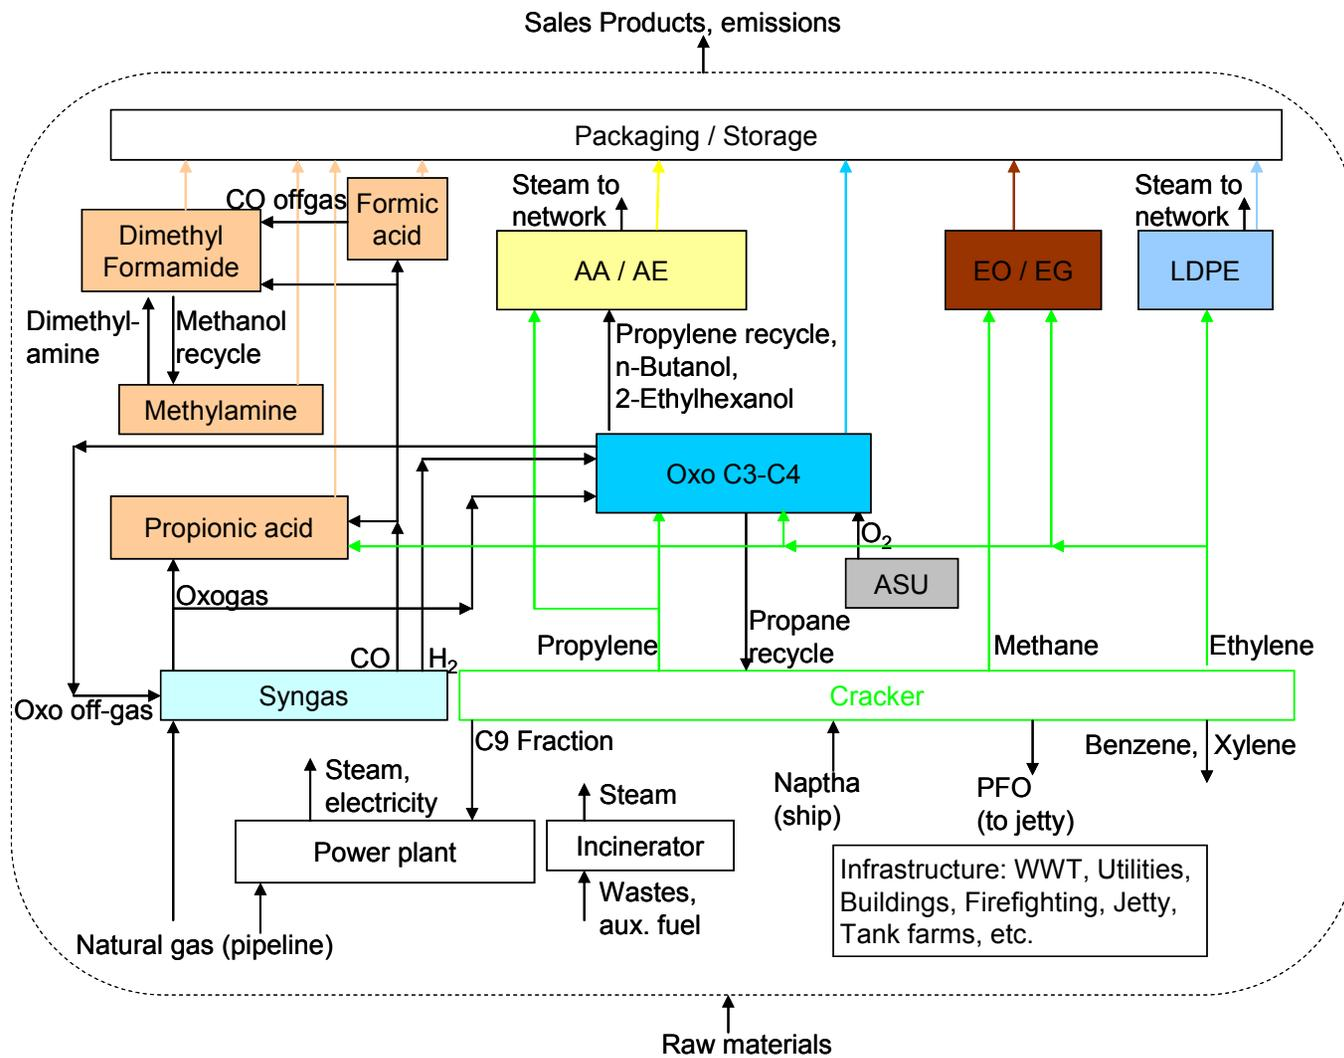 Sales Products, emissions
Packaging / Storage
CO offgas
Formic
acid
Steam to
network
Steam to
network
Dimethyl
Formamide
AA / AE
EO / EG
LDPE
Dimethyl-
amine
Methanol
recycle
Propylene recycle,
n-Butanol,
2-Ethylhexanol
Methylamine
Oxo C3-C4
Propionic acid
O2
ASU
Oxogas
Propylene
Propane
recycle
Methane
Ethylene
CO
H2
Syngas
Cracker
Oxo off-gas
C9 Fraction
Benzene,
Xylene
Steam,
electricity
Steam
Naptha
(ship)
PFO
(to jetty)
Power plant
Incinerator
Infrastructure: WWT, Utilities,
Buildings, Firefighting, Jetty,
Tank farms, etc.
Wastes,
aux. fuel
Natural gas (pipeline)
Raw materials